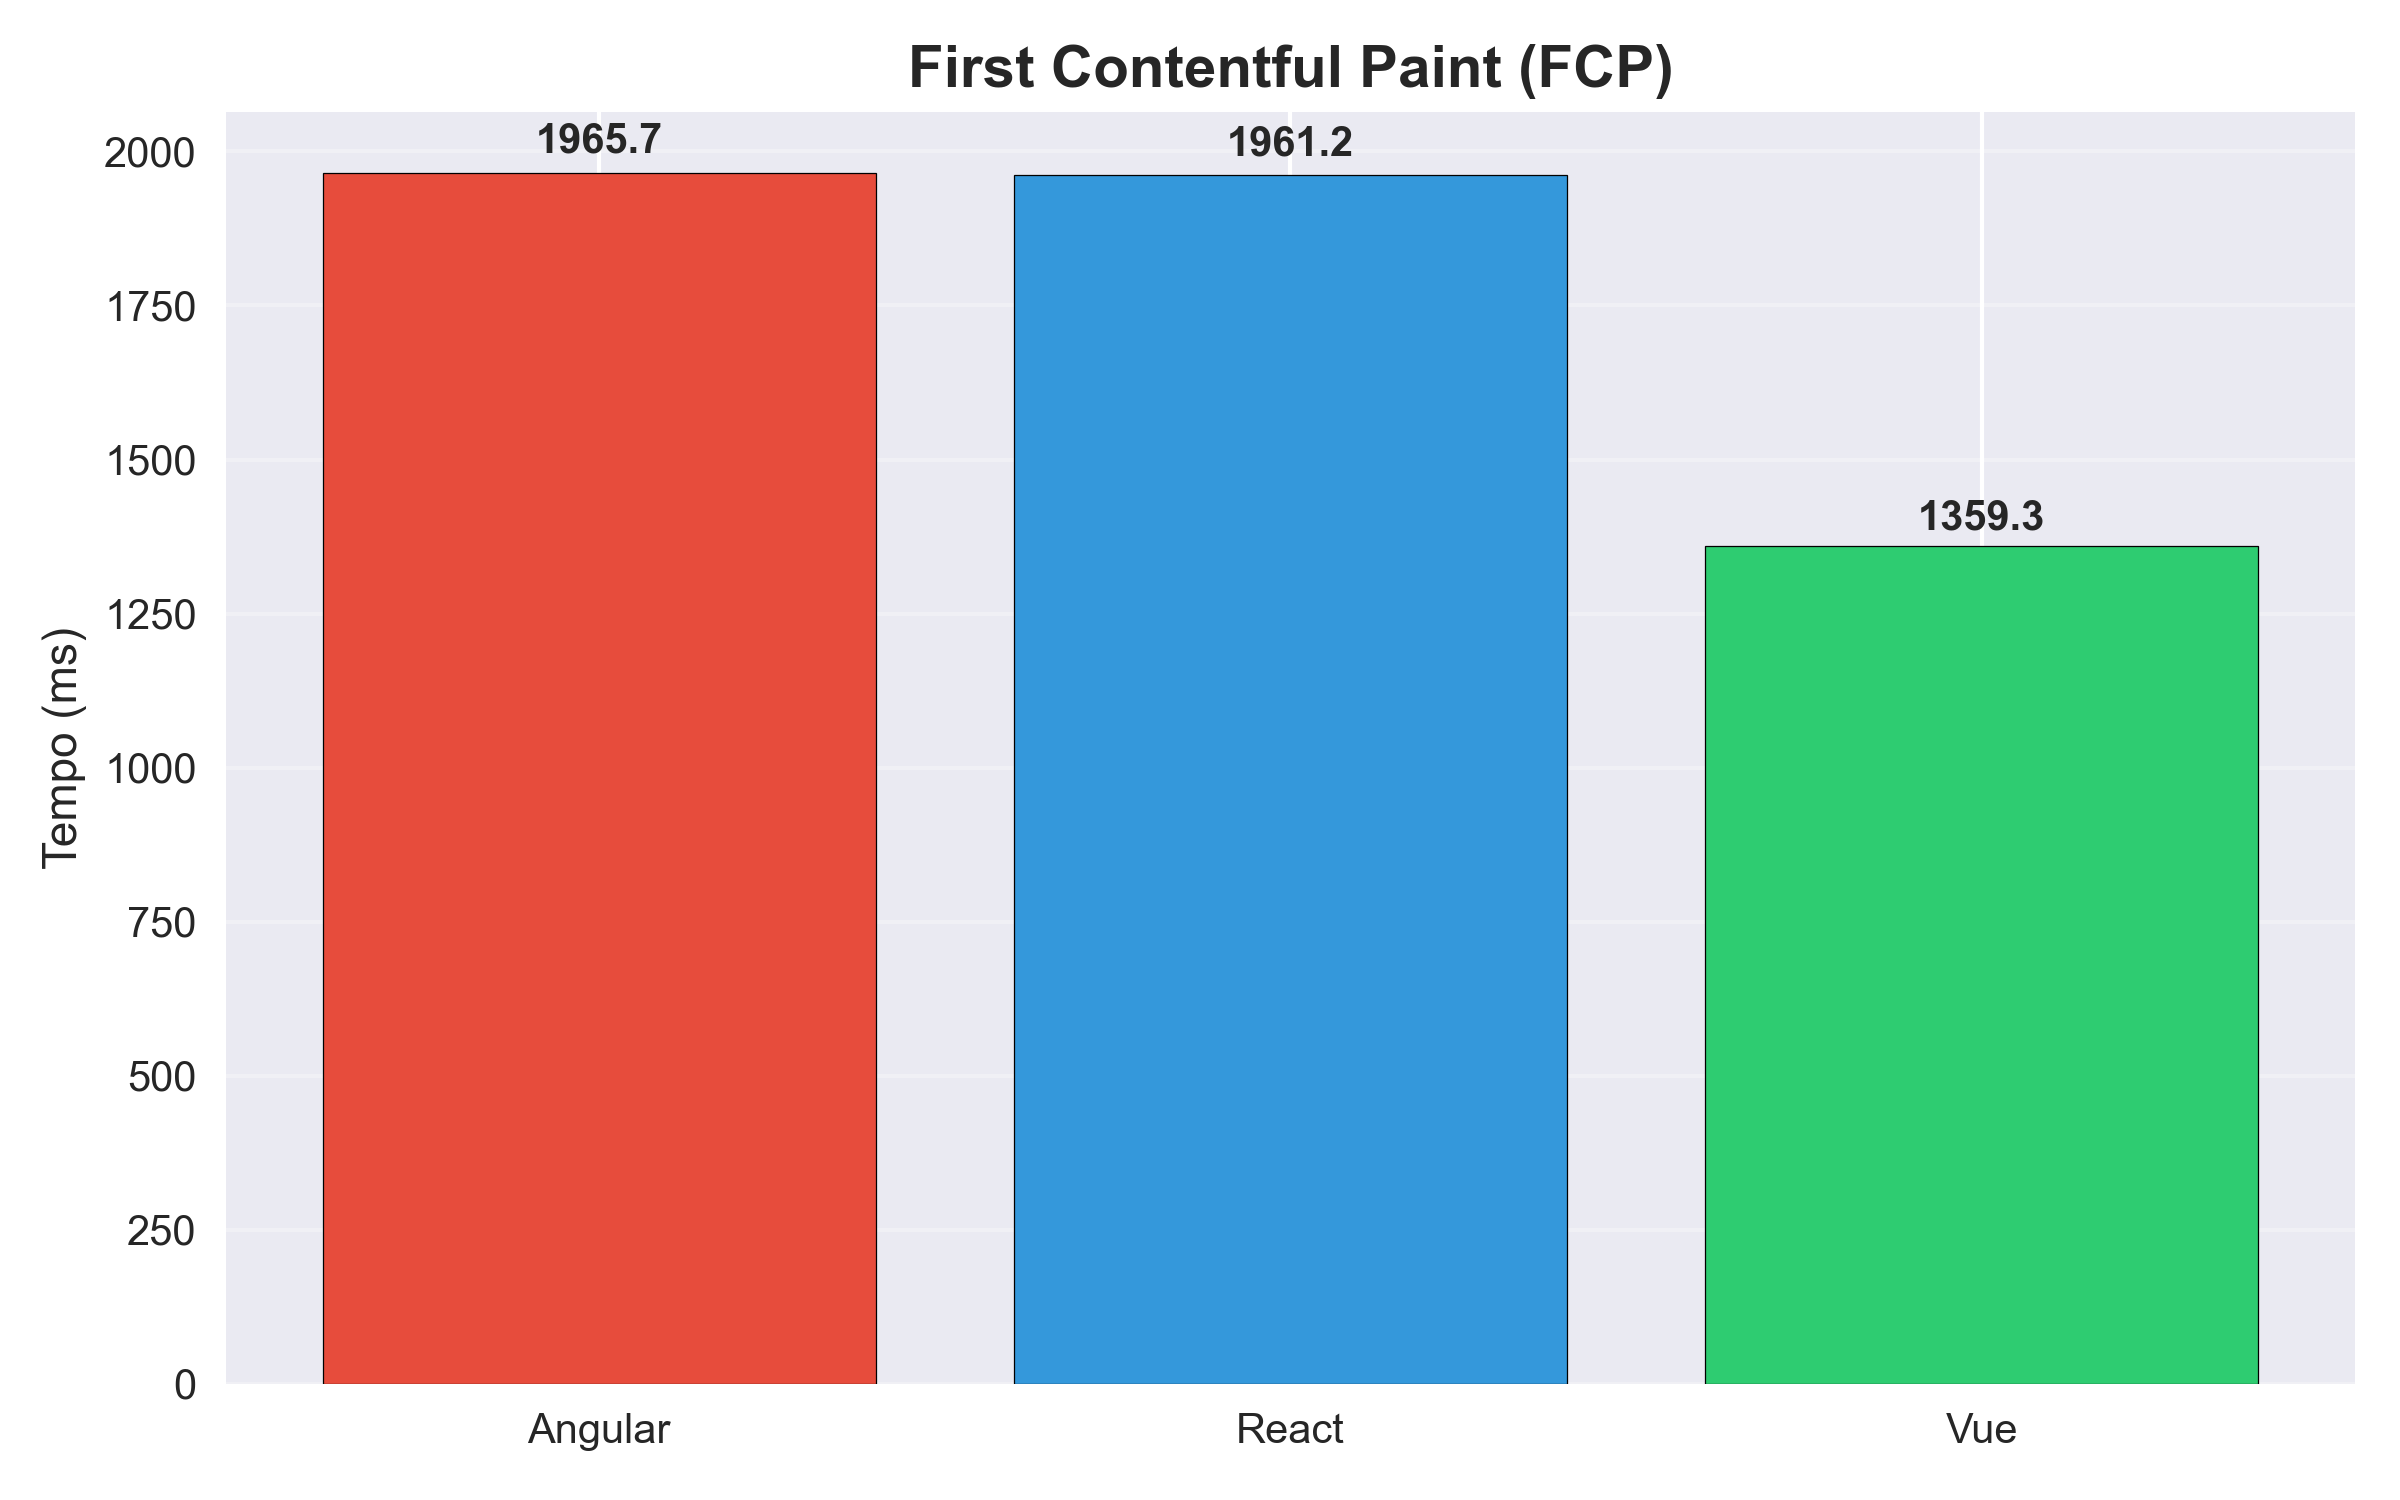 First Contentful Paint (FCP)
Tempo (ms)
2000
1750
1500
1250
1000
750
500
250
0
1965.7
1961.2
1359.3
Angular
React
Vue